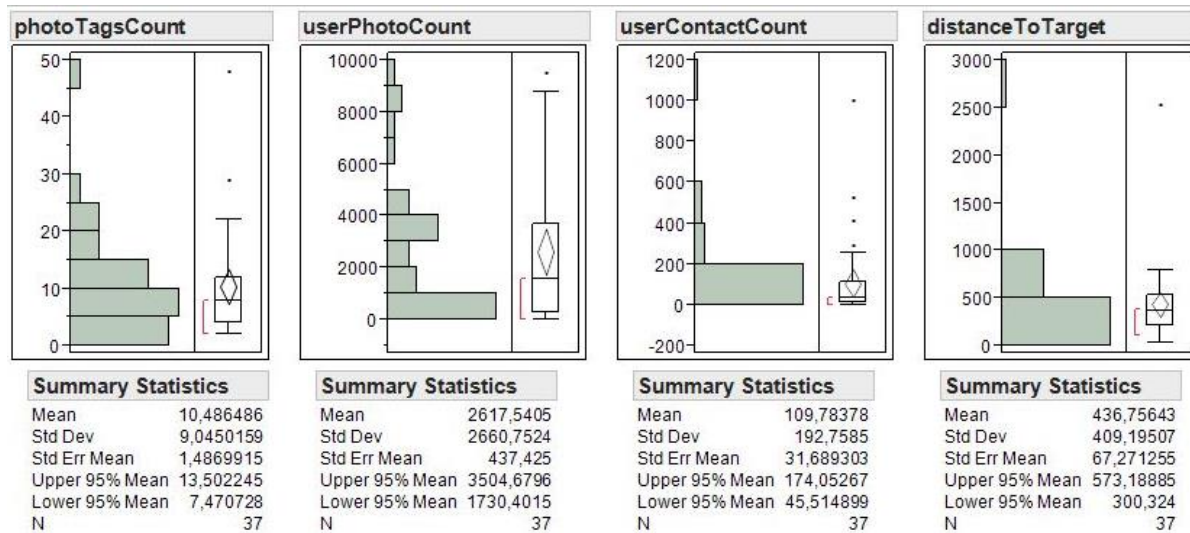 photoTagsCount
50
40
30
20
10
0
Summary Statistics
Mean 10,486486
Std Dev 9,0450159
Std Err Mean 1,4869915
Upper 95% Mean 13,502245
Lower 95% Mean 7,470728
N 37
userPhotoCount
10000
8000
6000
4000
2000
0
Summary Statistics
Mean 2617,5405
Std Dev 2660,7524
Std Err Mean 437,425
Upper 95% Mean 3504,6796
Lower 95% Mean 1730,4015
N 37
userContactCount
1200
1000
800
600
400
200
0
-200
Summary Statistics
Mean 109,78378
Std Dev 192,7585
Std Err Mean 31,689303
Upper 95% Mean 174,05267
Lower 95% Mean 45,514899
N 37
distanceToTarget
3000
2500
2000
1500
1000
500
0
Summary Statistics
Mean 436,75643
Std Dev 409,19507
Std Err Mean 67,271255
Upper 95% Mean 573,18885
Lower 95% Mean 300,324
N 37